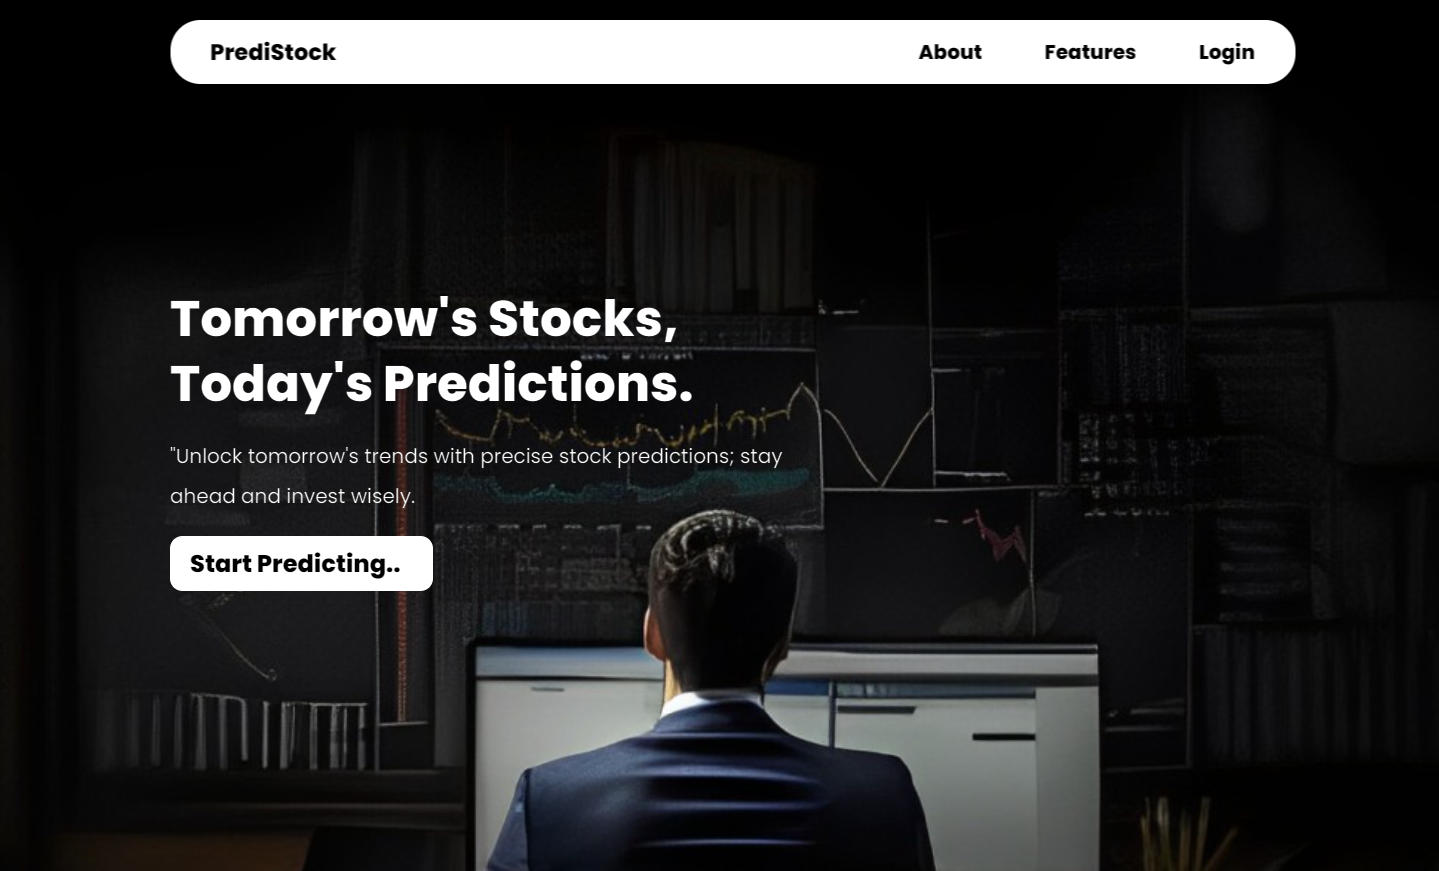 PrediStock
About
Features
Login
Tomorrow's Stocks,
Today's Predictions.
"Unlock tomorrow's trends with precise stock predictions; stay
ahead and invest wisely.
Start Predicting..